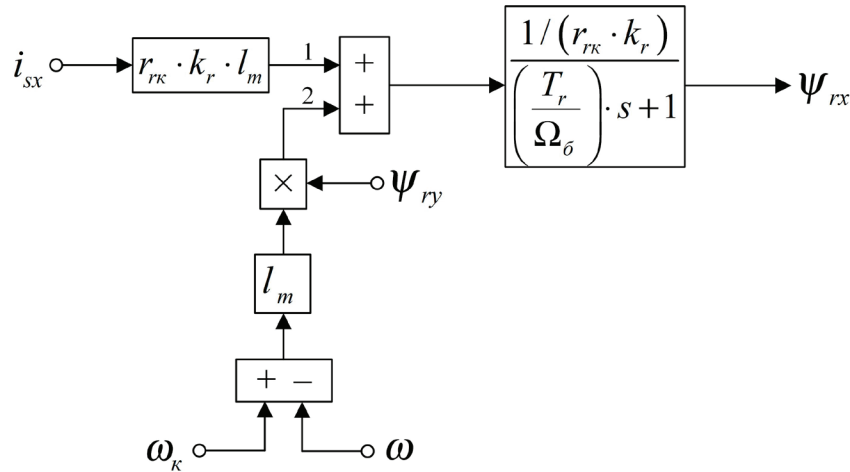 i_sx
r_rк · k_r · l_m
1
2
+
+
1/(r_rк · k_r)
(T_r / Ω_б) · s + 1
ψ_rx
×
ψ_ry
l_m
+ −
ω_к
ω